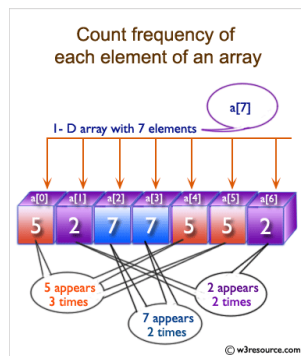 Count frequency of
each element of an array
a[7]
1- D array with 7 elements
a[0] a[1] a[2] a[3] a[4] a[5] a[6]
5 2 7 7 5 5 2
5 appears
3 times
2 appears
2 times
7 appears
2 times
© w3resource.com